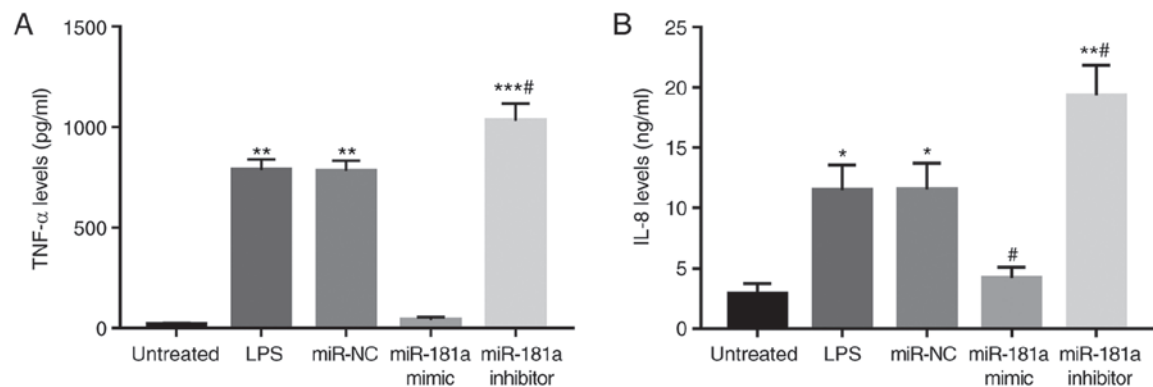 A
TNF-α levels (pg/ml)
1500
1000
500
0
**
**
***#
Untreated
LPS
miR-NC
miR-181a
mimic
miR-181a
inhibitor
B
IL-8 levels (ng/ml)
25
20
15
10
5
0
*
*
#
**#
Untreated
LPS
miR-NC
miR-181a
mimic
miR-181a
inhibitor